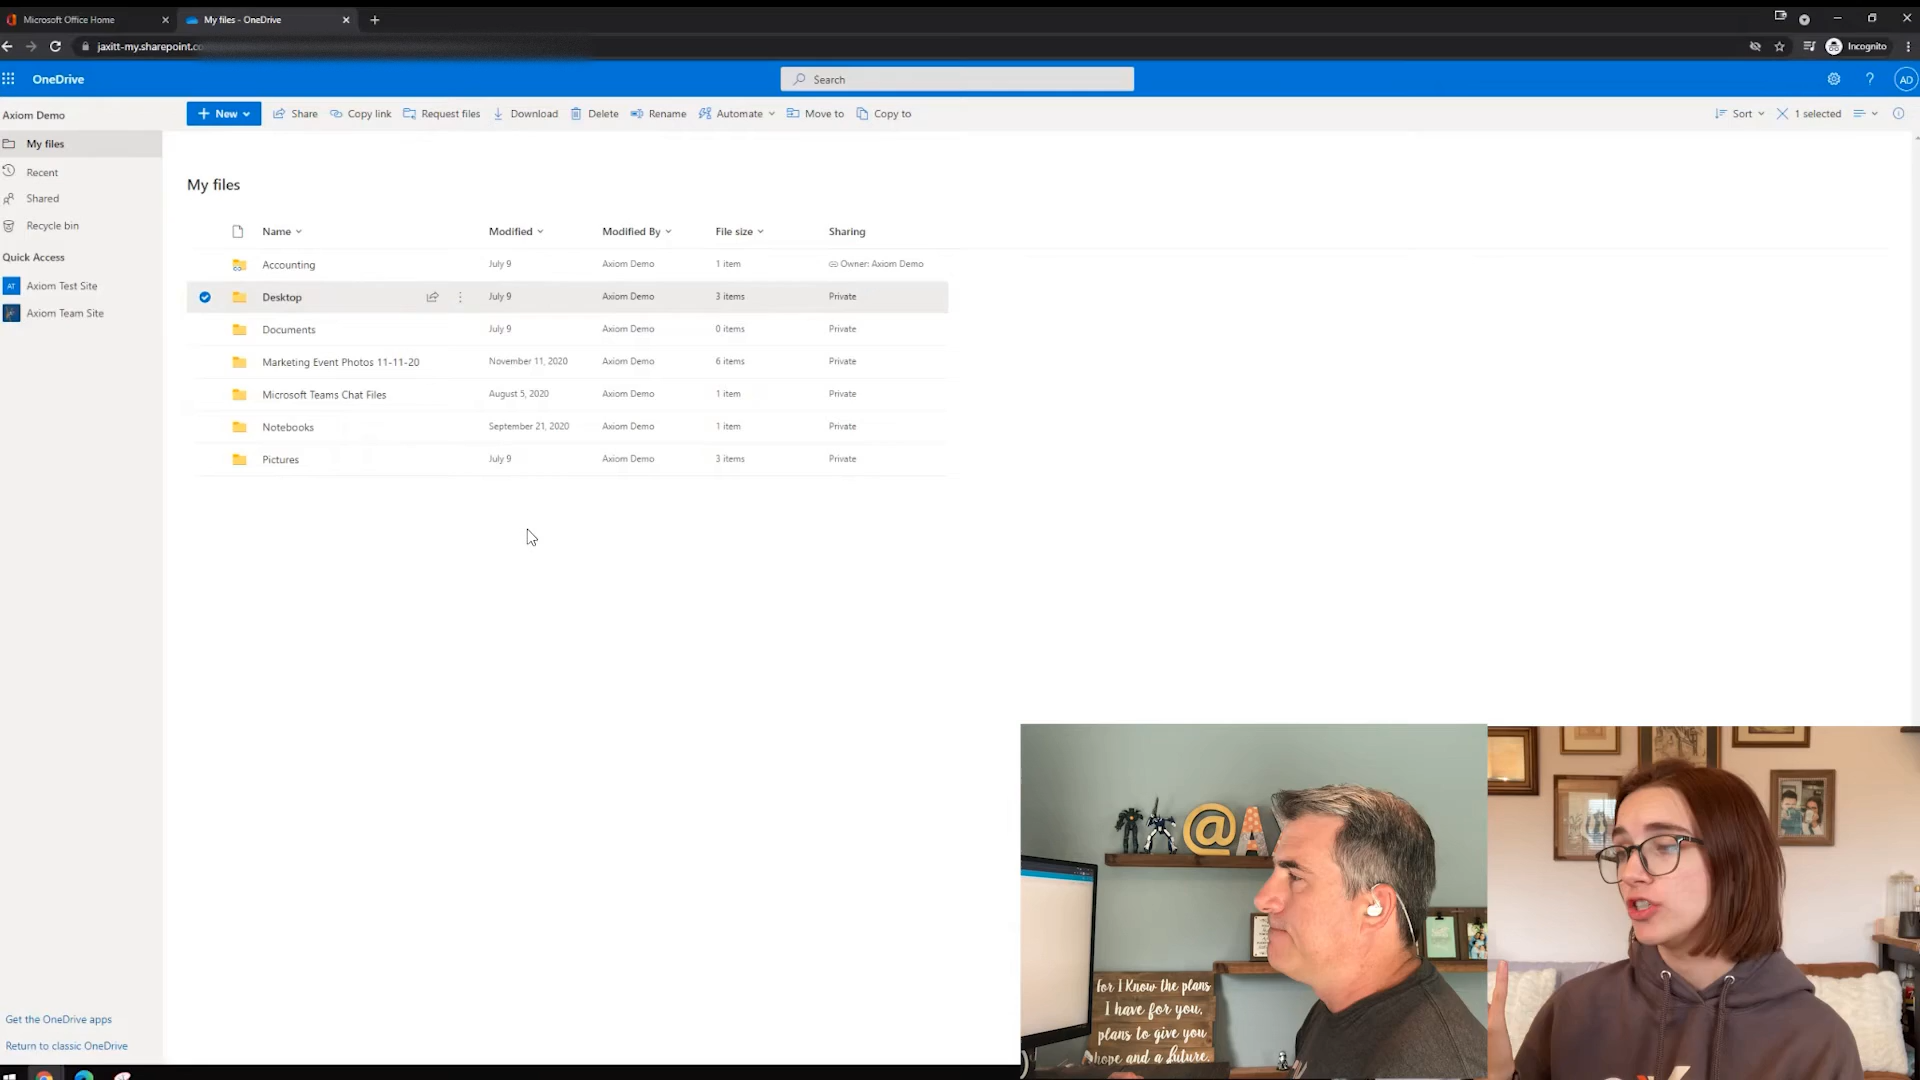 Microsoft Office Home
My files - OneDrive
jaxitt-my.sharepoint.co
Incognito
OneDrive
Search
AD
Axiom Demo
New
Share
Copy link
Request files
Download
Delete
Rename
Automate
Move to
Copy to
Sort
1 selected
My files
Recent
Shared
Recycle bin
Quick Access
AT Axiom Test Site
Axiom Team Site
My files
Name Modified Modified By File size Sharing
Accounting July 9 Axiom Demo 1 item Owner: Axiom Demo
Desktop July 9 Axiom Demo 3 items Private
Documents July 9 Axiom Demo 0 items Private
Marketing Event Photos 11-11-20 November 11, 2020 Axiom Demo 6 items Private
Microsoft Teams Chat Files August 5, 2020 Axiom Demo 1 item Private
Notebooks September 21, 2020 Axiom Demo 1 item Private
Pictures July 9 Axiom Demo 3 items Private
Get the OneDrive apps
Return to classic OneDrive
@A
for I Know the plans
I have for you,
plans to give you
hope and a future.